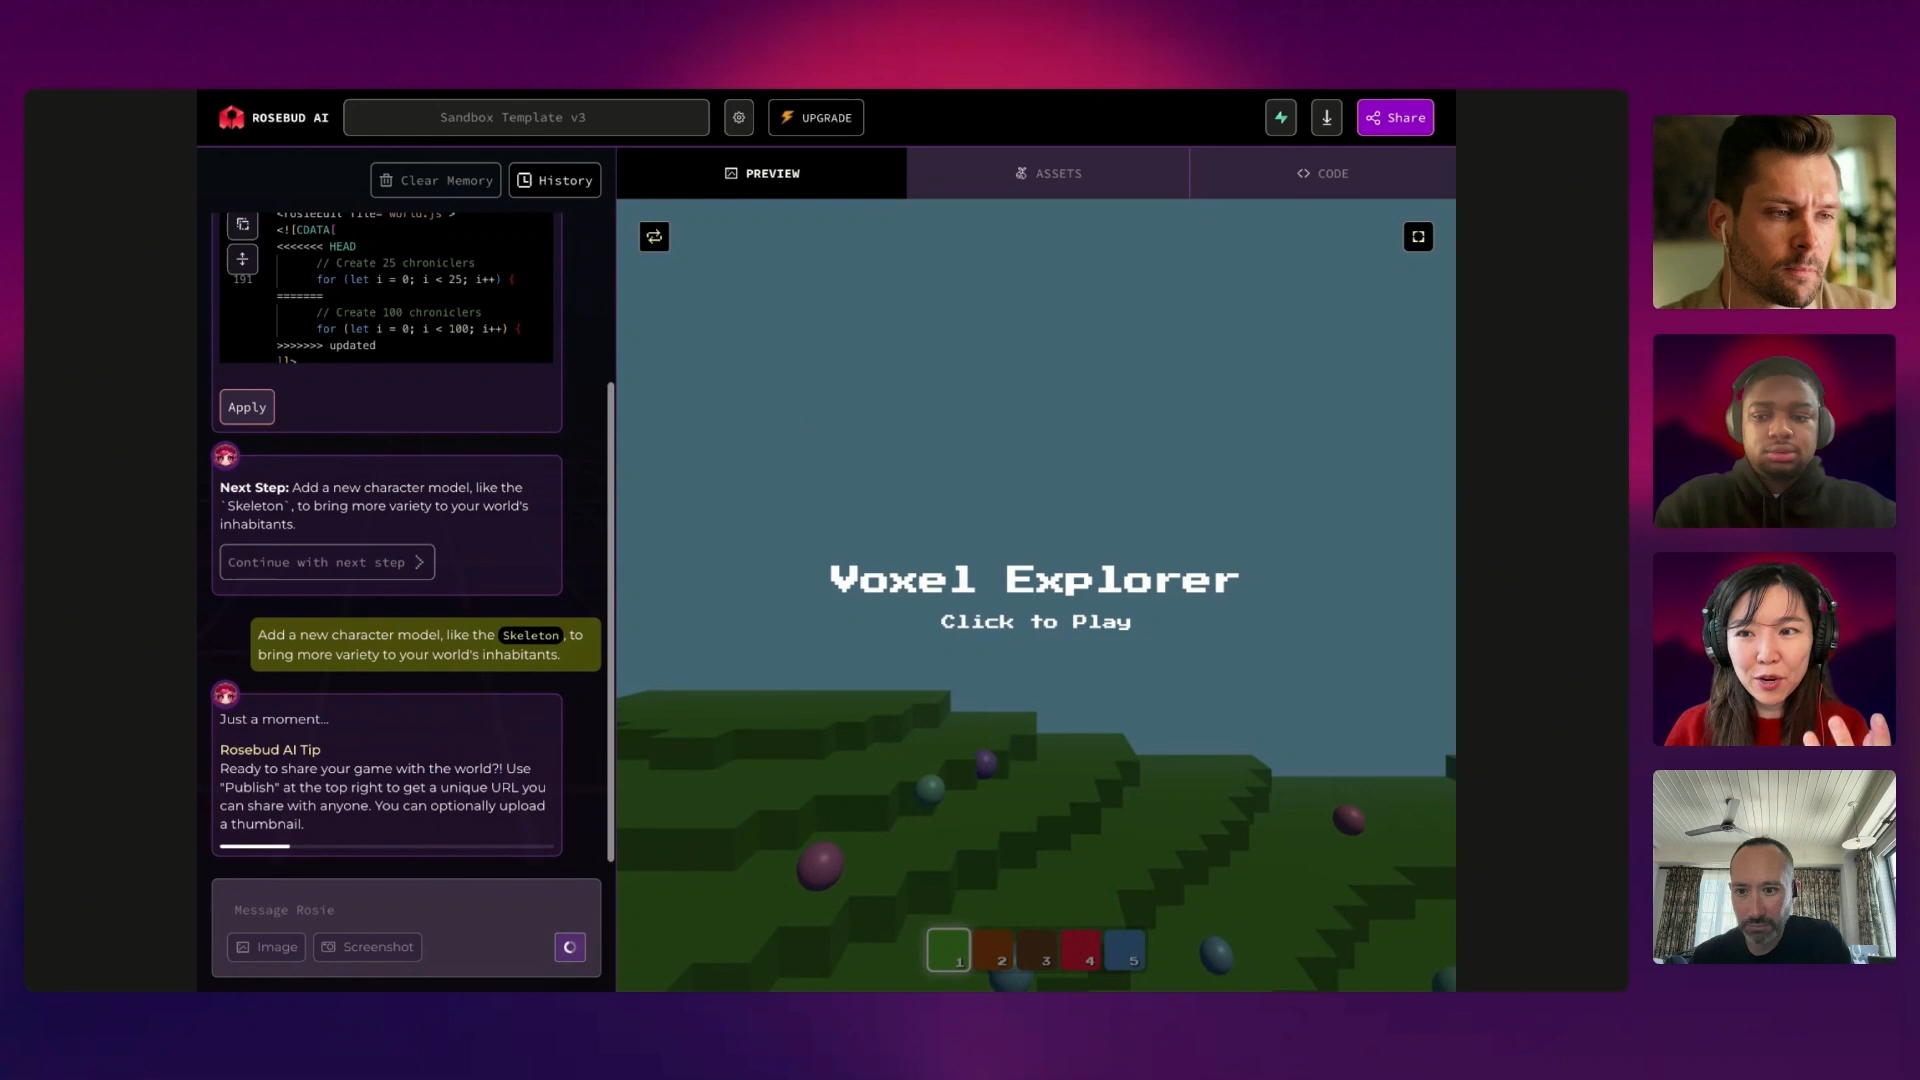 ROSEBUD AI
Sandbox Template v3
UPGRADE
Share
Clear Memory
History
PREVIEW
ASSETS
CODE
<rosieEdit file="world.js">
<![CDATA[
<<<<<<< HEAD
// Create 25 chroniclers
191
for (let i = 0; i < 25; i++) {
=======
// Create 100 chroniclers
for (let i = 0; i < 100; i++) {
>>>>>>> updated
]]>
Apply
Next Step: Add a new character model, like the
`Skeleton`, to bring more variety to your world's
inhabitants.
Continue with next step
Add a new character model, like the Skeleton, to
bring more variety to your world's inhabitants.
Just a moment...
Rosebud AI Tip
Ready to share your game with the world?! Use
"Publish" at the top right to get a unique URL you
can share with anyone. You can optionally upload
a thumbnail.
Message Rosie
Image
Screenshot
Voxel Explorer
Click to Play
1
2
3
4
5